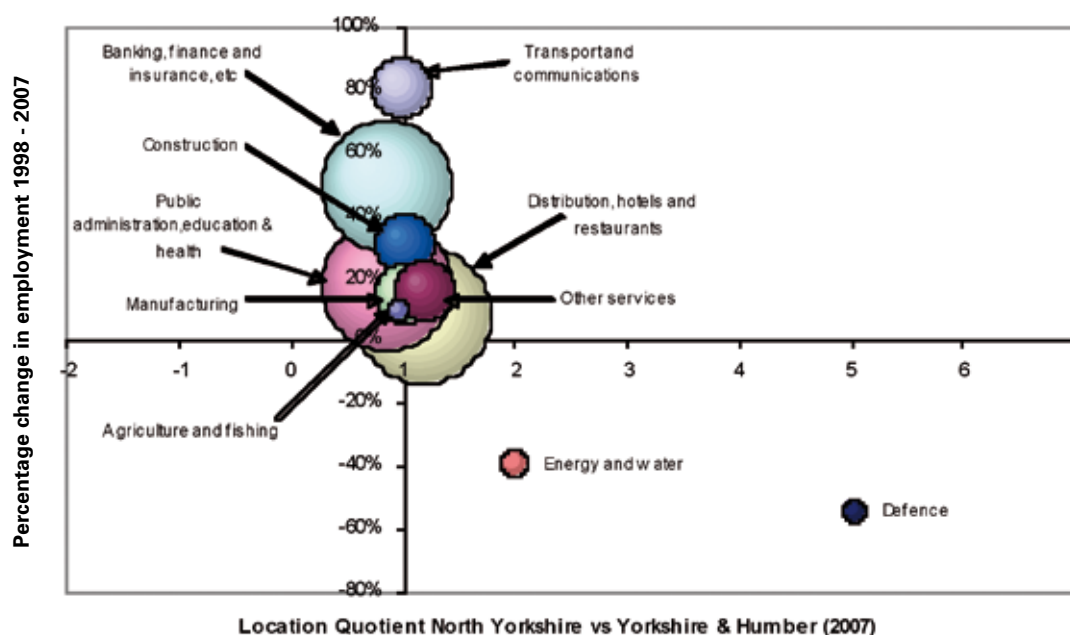 Percentage change in employment 1998 - 2007
100%
80%
60%
40%
20%
0%
-20%
-40%
-60%
-80%
Banking, finance and
insurance, etc
Transport and
communications
Construction
Public
administration, education &
health
Distribution, hotels and
restaurants
Manufacturing
Other services
-2 -1 0 1 2 3 4 5 6
Agriculture and fishing
Energy and water
Defence
Location Quotient North Yorkshire vs Yorkshire & Humber (2007)